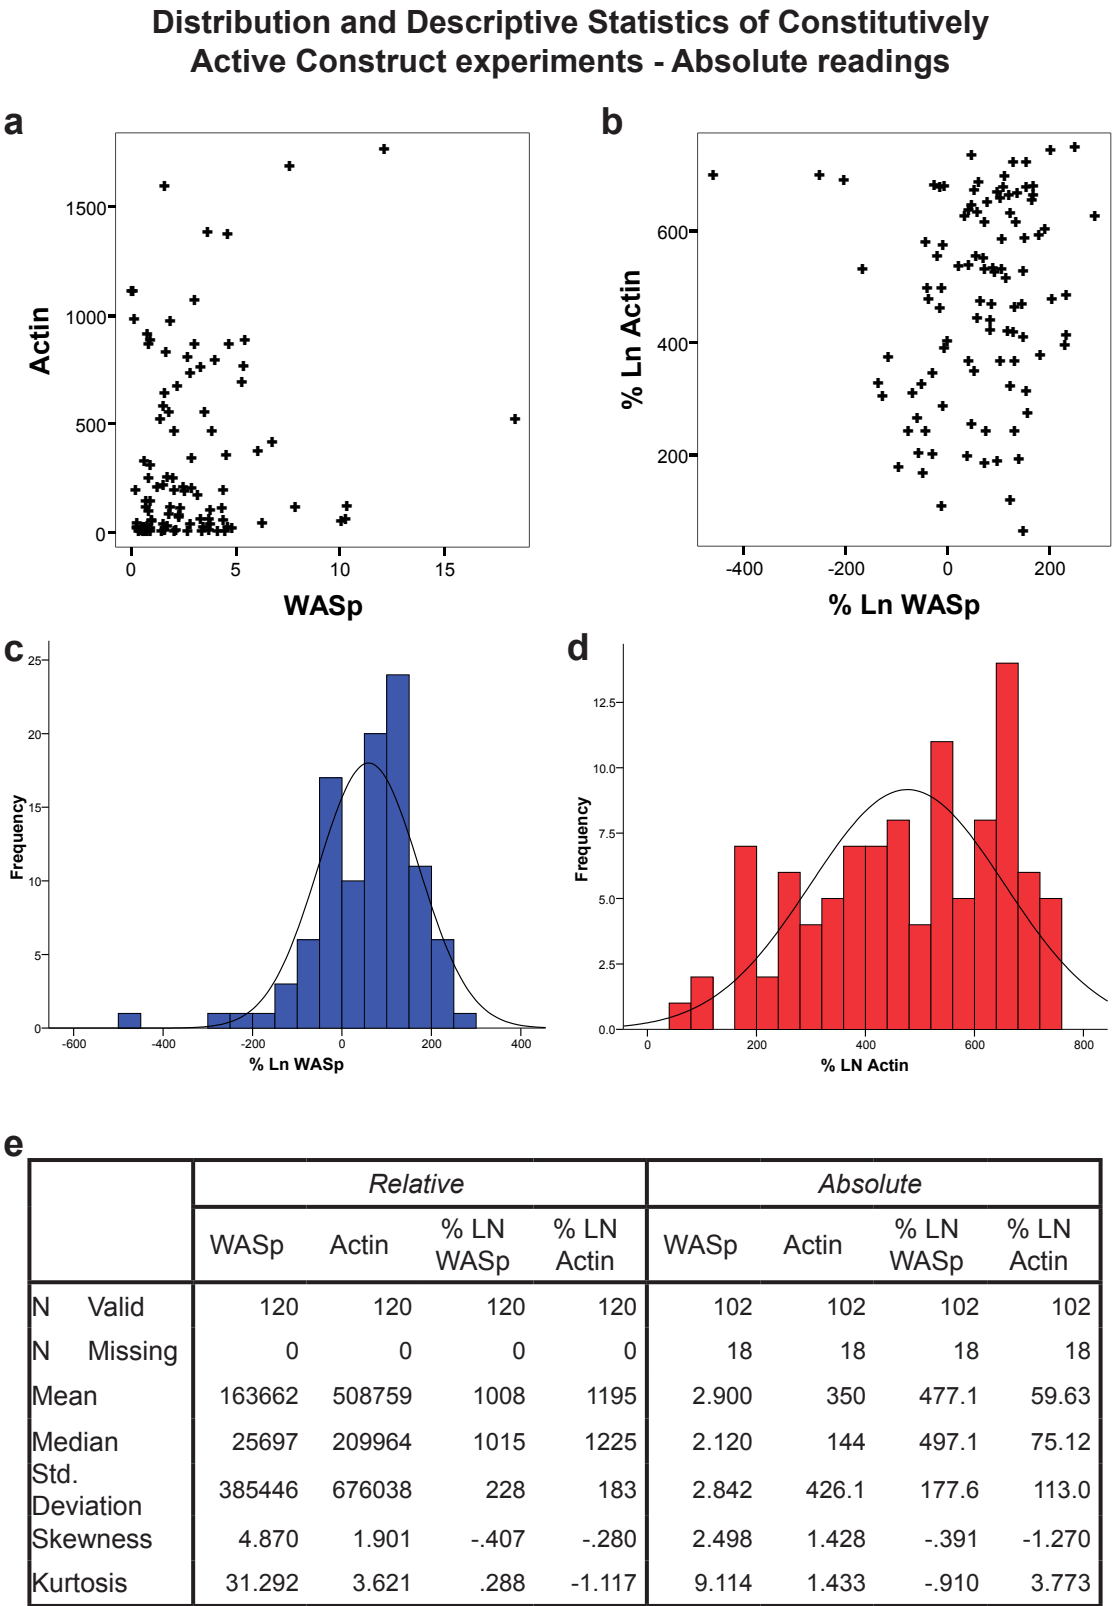 Distribution and Descriptive Statistics of Constitutively
Active Construct experiments - Absolute readings
a
Actin
1500
1000
500
0
0 5 10 15
WASp
b
% Ln Actin
600
400
200
-400 -200 0 200
% Ln WASp
c
Frequency
25
20
15
10
5
0
-600 -400 -200 0 200 400
% Ln WASp
d
Frequency
12.5
10.0
7.5
5.0
2.5
0.0
0 200 400 600 800
% LN Actin
e
Relative Absolute
WASp Actin % LN WASp % LN Actin WASp Actin % LN WASp % LN Actin
N Valid 120 120 120 120 102 102 102 102
N Missing 0 0 0 0 18 18 18 18
Mean 163662 508759 1008 1195 2.900 350 477.1 59.63
Median 25697 209964 1015 1225 2.120 144 497.1 75.12
Std. Deviation 385446 676038 228 183 2.842 426.1 177.6 113.0
Skewness 4.870 1.901 -.407 -.280 2.498 1.428 -.391 -1.270
Kurtosis 31.292 3.621 .288 -1.117 9.114 1.433 -.910 3.773